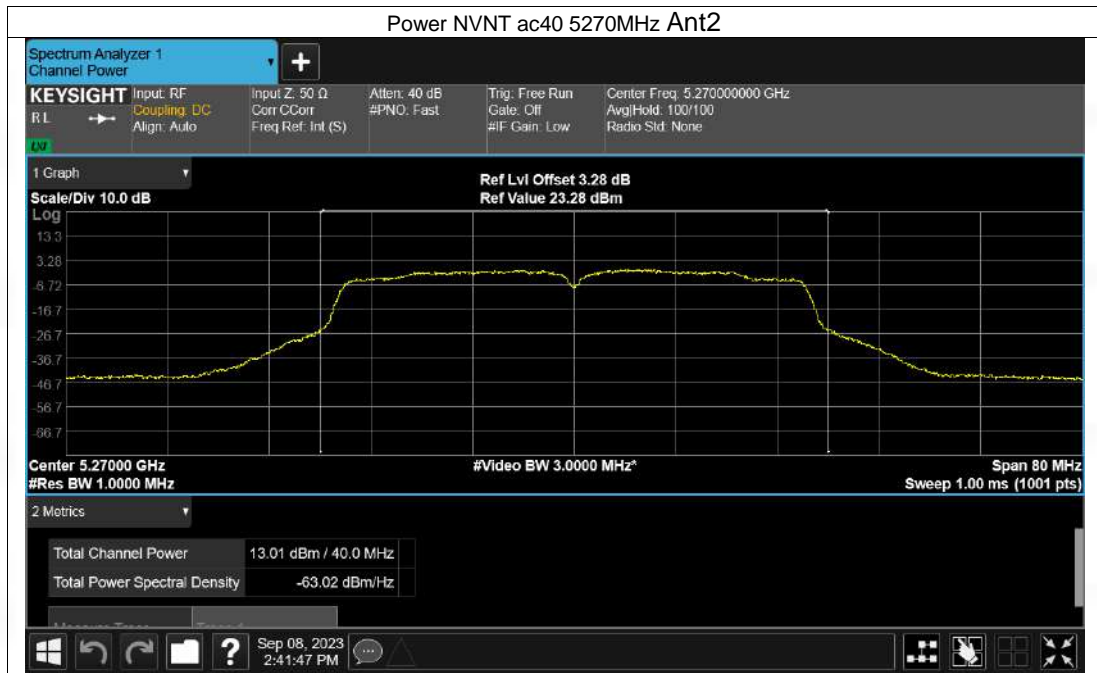 Power NVNT ac40 5270MHz Ant2
Spectrum Analyzer 1
Channel Power
KEYSIGHT
RL
LXI
Input: RF
Coupling: DC
Align: Auto
Input Z: 50 Ω
Corr CCorr
Freq Ref: Int (S)
Atten: 40 dB
#PNO: Fast
Trig: Free Run
Gate: Off
#IF Gain: Low
Center Freq: 5.270000000 GHz
Avg|Hold: 100/100
Radio Std: None
1 Graph
Scale/Div 10.0 dB
Ref Lvl Offset 3.28 dB
Ref Value 23.28 dBm
Log
13.3
3.28
-6.72
-16.7
-26.7
-36.7
-46.7
-56.7
-66.7
Center 5.27000 GHz
#Res BW 1.0000 MHz
#Video BW 3.0000 MHz*
Span 80 MHz
Sweep 1.00 ms (1001 pts)
2 Metrics
Total Channel Power 13.01 dBm / 40.0 MHz
Total Power Spectral Density -63.02 dBm/Hz
Sep 08, 2023
2:41:47 PM